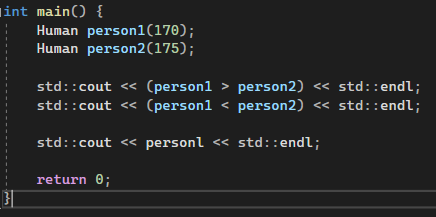 int main() {
Human person1(170);
Human person2(175);
std::cout << (person1 > person2) << std::endl;
std::cout << (person1 < person2) << std::endl;
std::cout << personl << std::endl;
return 0;
}